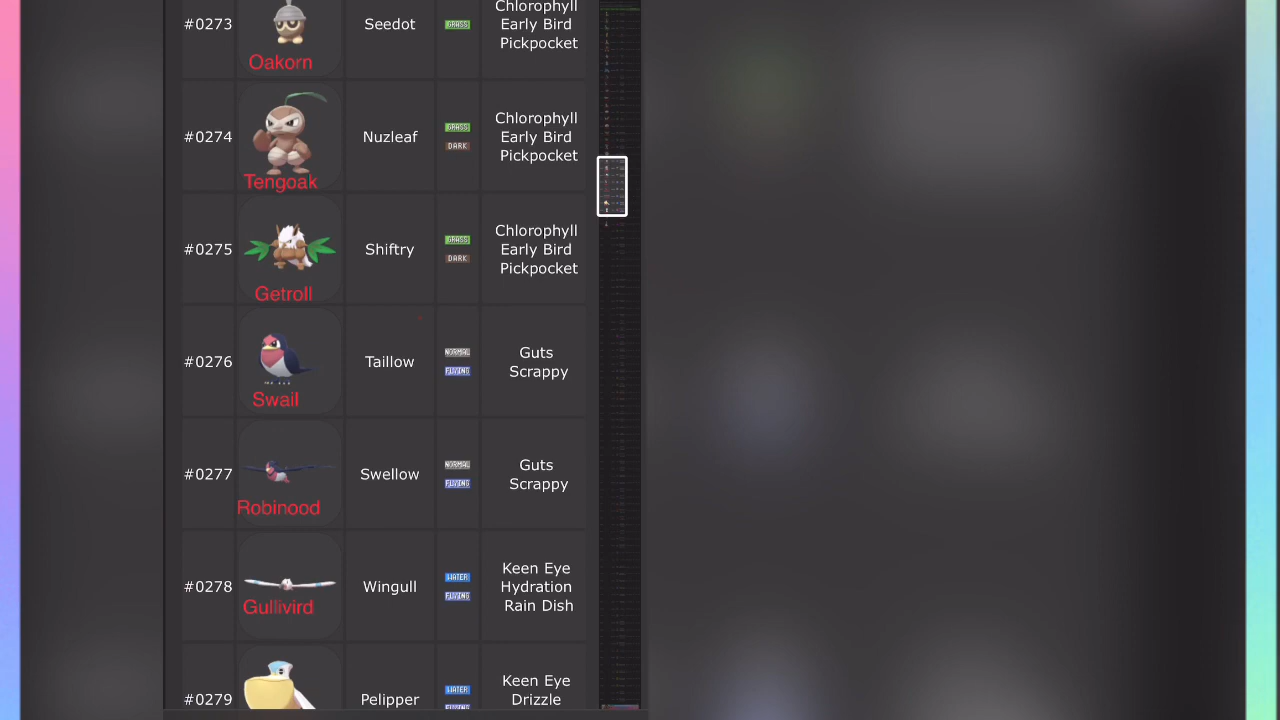 #0273
Oakorn
Seedot
GRASS
Chlorophyll
Early Bird
Pickpocket
#0274
Tengoak
Nuzleaf
GRASS
DARK
Chlorophyll
Early Bird
Pickpocket
#0275
Getroll
Shiftry
GRASS
DARK
Chlorophyll
Early Bird
Pickpocket
#0276
Swail
Taillow
NORMAL
FLYING
Guts
Scrappy
#0277
Robinood
Swellow
NORMAL
FLYING
Guts
Scrappy
#0278
Gullivird
Wingull
WATER
FLYING
Keen Eye
Hydration
Rain Dish
#0279
Pelipper
WATER
FLYING
Keen Eye
Drizzle